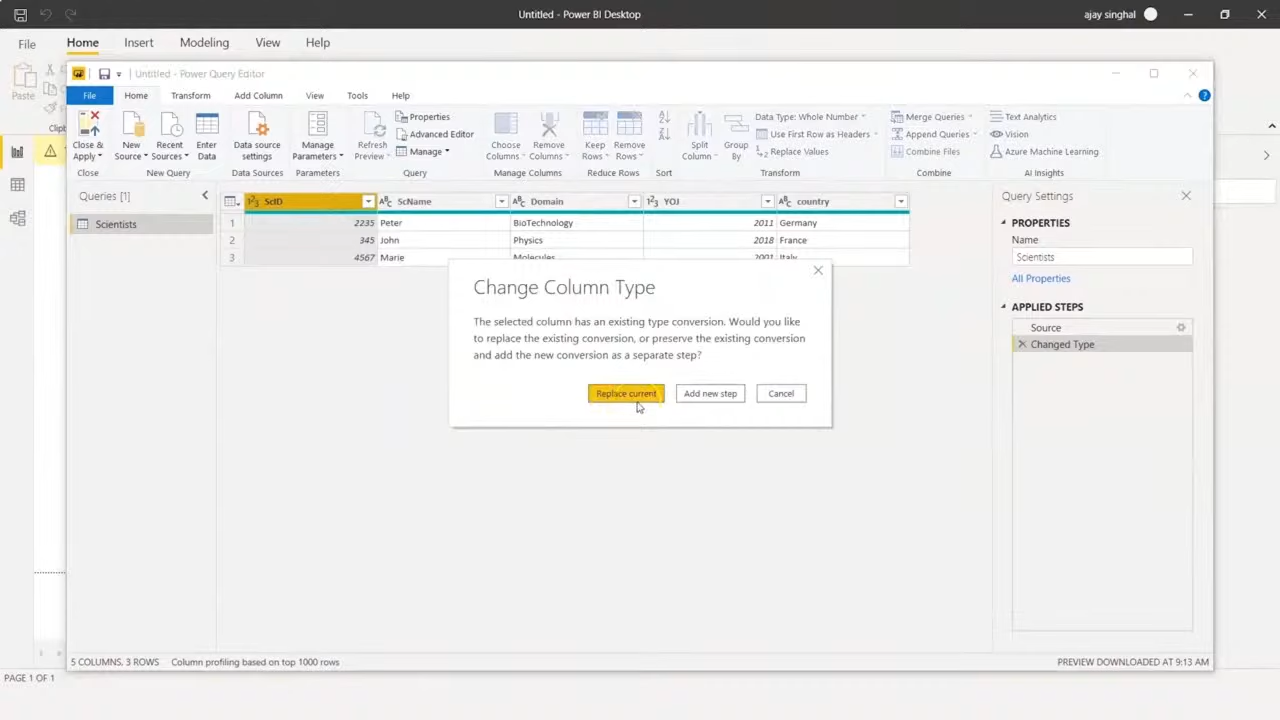 Untitled - Power BI Desktop
ajay singhal
File Home Insert Modeling View Help
Paste
Untitled - Power Query Editor
File Home Transform Add Column View Tools Help
Close & Apply
New Source
Recent Sources
Enter Data
Data source settings
Manage Parameters
Refresh Preview
Properties
Advanced Editor
Manage
Choose Columns
Remove Columns
Keep Rows
Remove Rows
Split Column
Group By
Data Type: Whole Number
Use First Row as Headers
Replace Values
Merge Queries
Append Queries
Combine Files
Text Analytics
Vision
Azure Machine Learning
Close New Query Data Sources Parameters Query Manage Columns Reduce Rows Sort Transform Combine AI Insights
Queries [1]
Scientists
ScID ScName Domain YOJ country
1 2235 Peter BioTechnology 2011 Germany
2 345 John Physics 2018 France
3 4567 Marie Molecules 2001 Italy
Change Column Type
The selected column has an existing type conversion. Would you like
to replace the existing conversion, or preserve the existing conversion
and add the new conversion as a separate step?
Replace current Add new step Cancel
Query Settings
PROPERTIES
Name
Scientists
All Properties
APPLIED STEPS
Source
Changed Type
5 COLUMNS, 3 ROWS Column profiling based on top 1000 rows
PREVIEW DOWNLOADED AT 9:13 AM
PAGE 1 OF 1